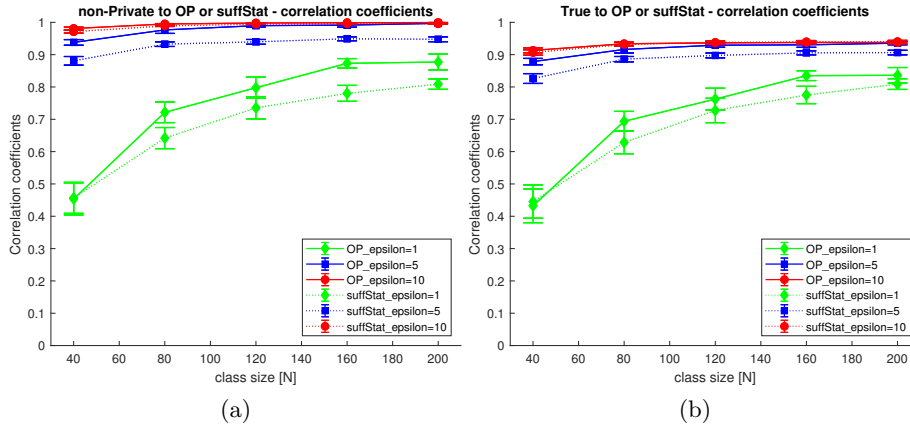 non-Private to OP or suffStat - correlation coefficients
1
0.9
0.8
0.7
0.6
0.5
0.4
0.3
0.2
0.1
0
Correlation coefficients
OP_epsilon=1
OP_epsilon=5
OP_epsilon=10
suffStat_epsilon=1
suffStat_epsilon=5
suffStat_epsilon=10
40 60 80 100 120 140 160 180 200
class size [N]
(a)
True to OP or suffStat - correlation coefficients
1
0.9
0.8
0.7
0.6
0.5
0.4
0.3
0.2
0.1
0
Correlation coefficients
OP_epsilon=1
OP_epsilon=5
OP_epsilon=10
suffStat_epsilon=1
suffStat_epsilon=5
suffStat_epsilon=10
40 60 80 100 120 140 160 180 200
class size [N]
(b)